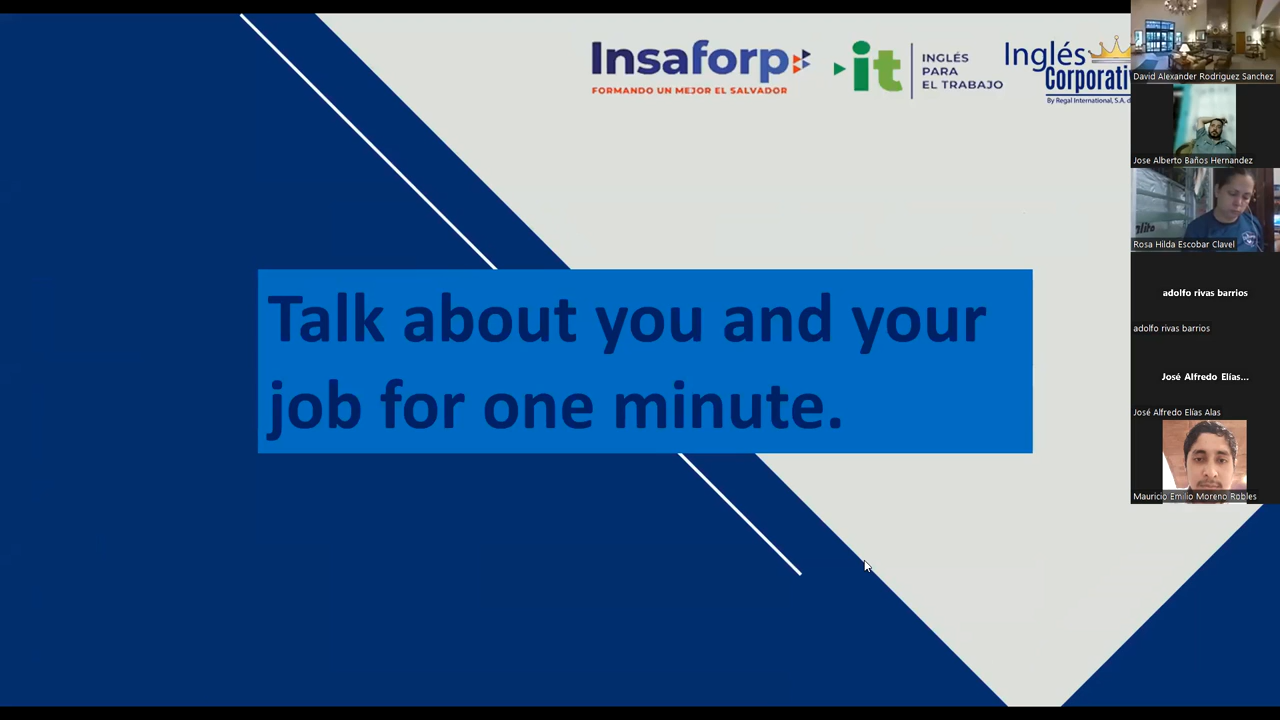 Insaforp
FORMANDO UN MEJOR EL SALVADOR
it
INGLÉS
PARA
EL TRABAJO
Inglés
By Regal International, S.A.
Talk about you and your
job for one minute.
David Alexander Rodriguez Sanchez
Jose Alberto Baños Hernandez
Rosa Hilda Escobar Clavel
adolfo rivas barrios
adolfo rivas barrios
José Alfredo Elías...
José Alfredo Elías Alas
Mauricio Emilio Moreno Robles